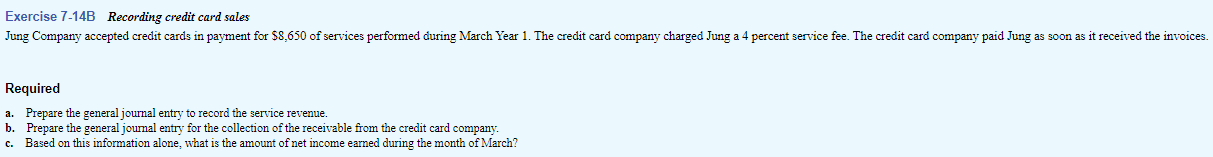 Exercise 7-14B Recording credit card sales
Jung Company accepted credit cards in payment for $8,650 of services performed during March Year 1. The credit card company charged Jung a 4 percent service fee. The credit card company paid Jung as soon as it received the invoices.
Required
a. Prepare the general journal entry to record the service revenue.
b. Prepare the general journal entry for the collection of the receivable from the credit card company.
c. Based on this information alone, what is the amount of net income earned during the month of March?